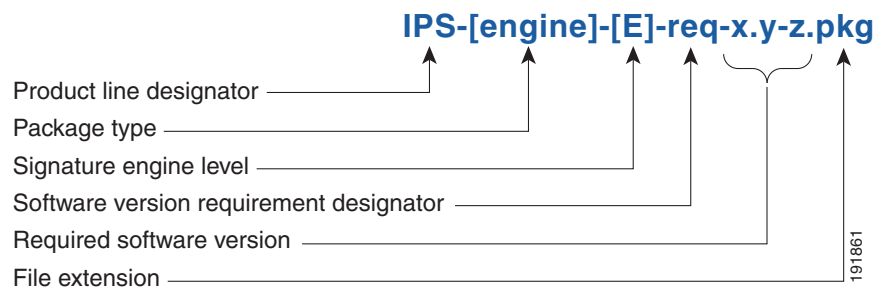 IPS-[engine]-[E]-req-x.y-z.pkg
Product line designator
Package type
Signature engine level
Software version requirement designator
Required software version
File extension
191861